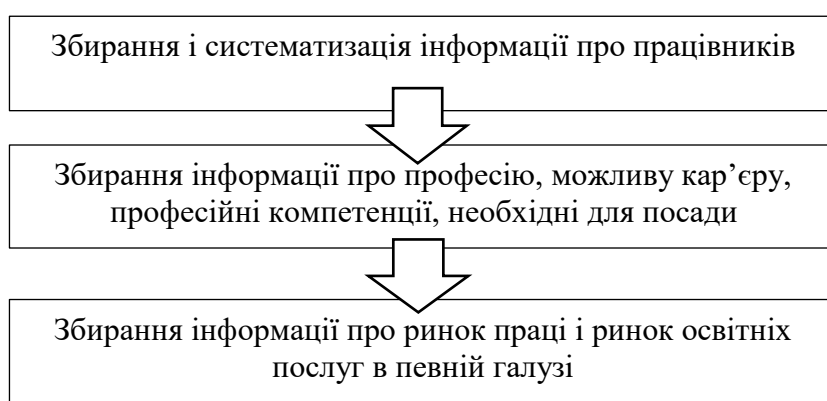 Збирання і систематизація інформації про працівників
Збирання інформації про професію, можливу кар’єру,
професійні компетенції, необхідні для посади
Збирання інформації про ринок праці і ринок освітніх
послуг в певній галузі